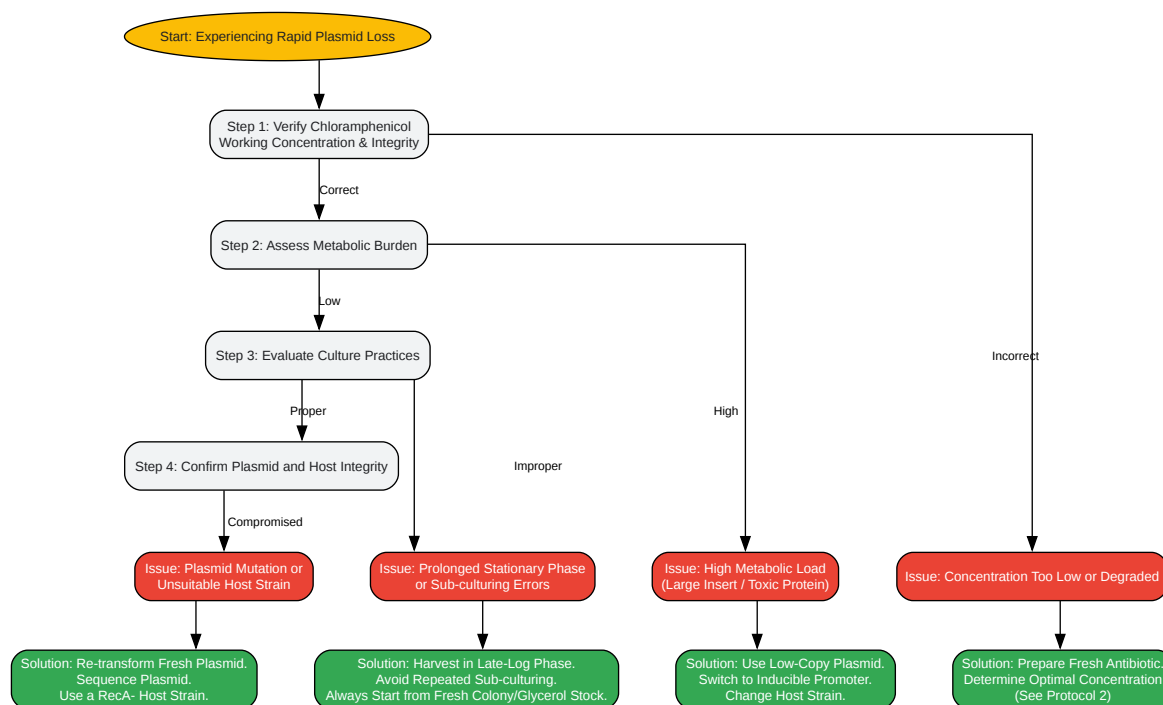 Start: Experiencing Rapid Plasmid Loss
Step 1: Verify Chloramphenicol
Working Concentration & Integrity
Correct
Step 2: Assess Metabolic Burden
Low
Step 3: Evaluate Culture Practices
Incorrect
Proper
High
Step 4: Confirm Plasmid and Host Integrity
Improper
Compromised
Issue: Plasmid Mutation or
Unsuitable Host Strain
Issue: Prolonged Stationary Phase
or Sub-culturing Errors
Issue: High Metabolic Load
(Large Insert / Toxic Protein)
Issue: Concentration Too Low or Degraded
Solution: Re-transform Fresh Plasmid.
Sequence Plasmid.
Use a RecA- Host Strain.
Solution: Harvest in Late-Log Phase.
Avoid Repeated Sub-culturing.
Always Start from Fresh Colony/Glycerol Stock.
Solution: Use Low-Copy Plasmid.
Switch to Inducible Promoter.
Change Host Strain.
Solution: Prepare Fresh Antibiotic.
Determine Optimal Concentration
(See Protocol 2)